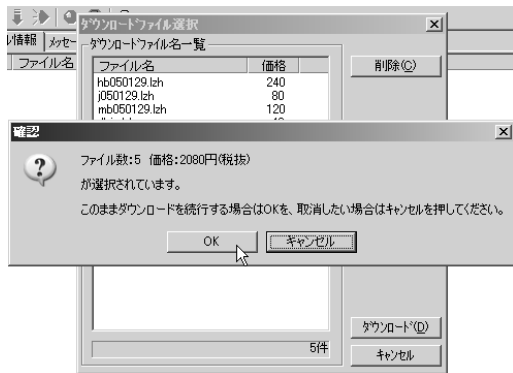 ダウンロードファイル選択
ル情報 メッセー
ダウンロードファイル名一覧
ファイル名
ファイル名 価格
削除(C)
hb050129.lzh 240
j050129.lzh 80
mb050129.lzh 120
確認
ファイル数:5 価格:2080円(税抜)
が選択されています。
このままダウンロードを続行する場合はOKを、取消したい場合はキャンセルを押してください。
OK キャンセル
ダウンロード(D)
5件
キャンセル